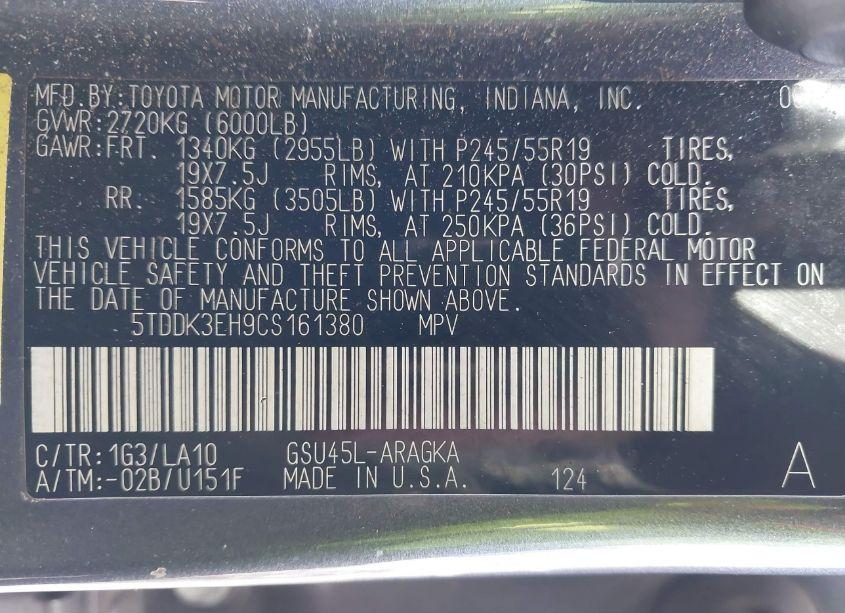 MFD.BY:TOYOTA MOTOR MANUFACTURING, INDIANA, INC.
GVWR:2720KG (6000LB)
GAWR:FRT. 1340KG (2955LB) WITH P245/55R19 TIRES,
19X7.5J RIMS, AT 210KPA (30PSI) COLD.
RR. 1585KG (3505LB) WITH P245/55R19 TIRES,
19X7.5J RIMS, AT 250KPA (36PSI) COLD.
THIS VEHICLE CONFORMS TO ALL APPLICABLE FEDERAL MOTOR
VEHICLE SAFETY AND THEFT PREVENTION STANDARDS IN EFFECT ON
THE DATE OF MANUFACTURE SHOWN ABOVE.
5TDDK3EH9CS161380 MPV
C/TR:1G3/LA10 GSU45L-ARAGKA
A/TM:-02B/U151F MADE IN U.S.A. 124 A